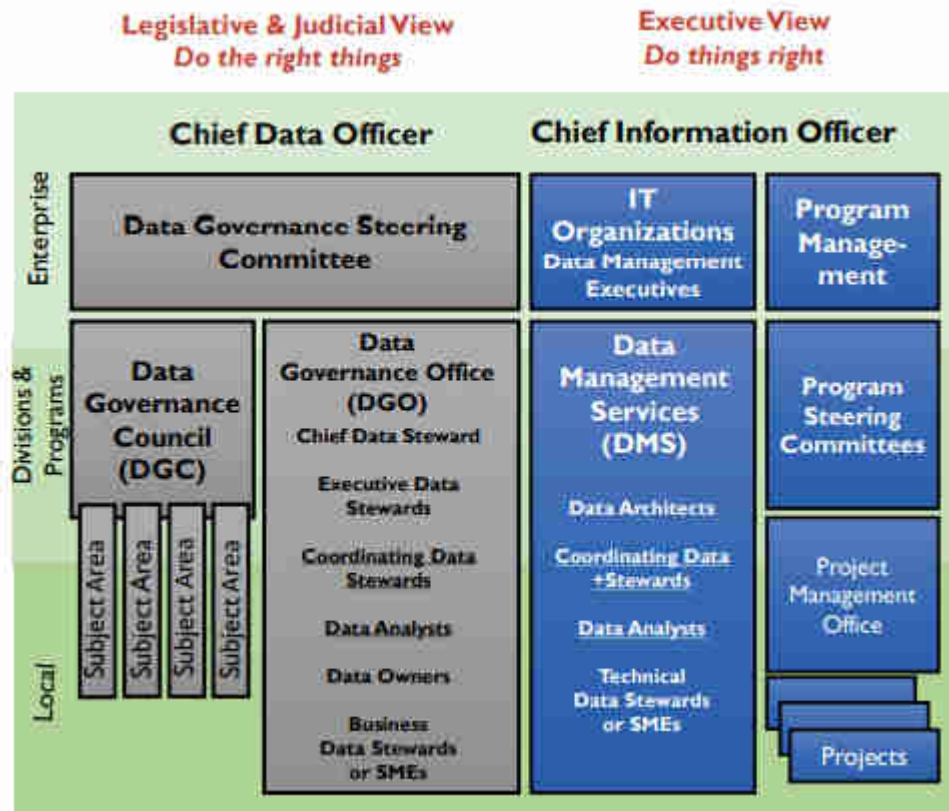 Legislative & Judicial View
Do the right things
Executive View
Do things right
Chief Data Officer
Chief Information Officer
Enterprise
Data Governance Steering
Committee
IT
Organizations
Data Management
Executives
Program
Manage-
ment
Divisions &
Programs
Data
Governance
Council
(DGC)
Subject Area
Subject Area
Subject Area
Subject Area
Data
Governance Office
(DGO)
Chief Data Steward
Executive Data
Stewards
Coordinating Data
Stewards
Data Analysts
Data Owners
Business
Data Stewards
or SMEs
Data
Management
Services
(DMS)
Data Architects
Coordinating Data
+Stewards
Data Analysts
Technical
Data Stewards
or SMEs
Program
Steering
Committees
Project
Management
Office
Projects
Local